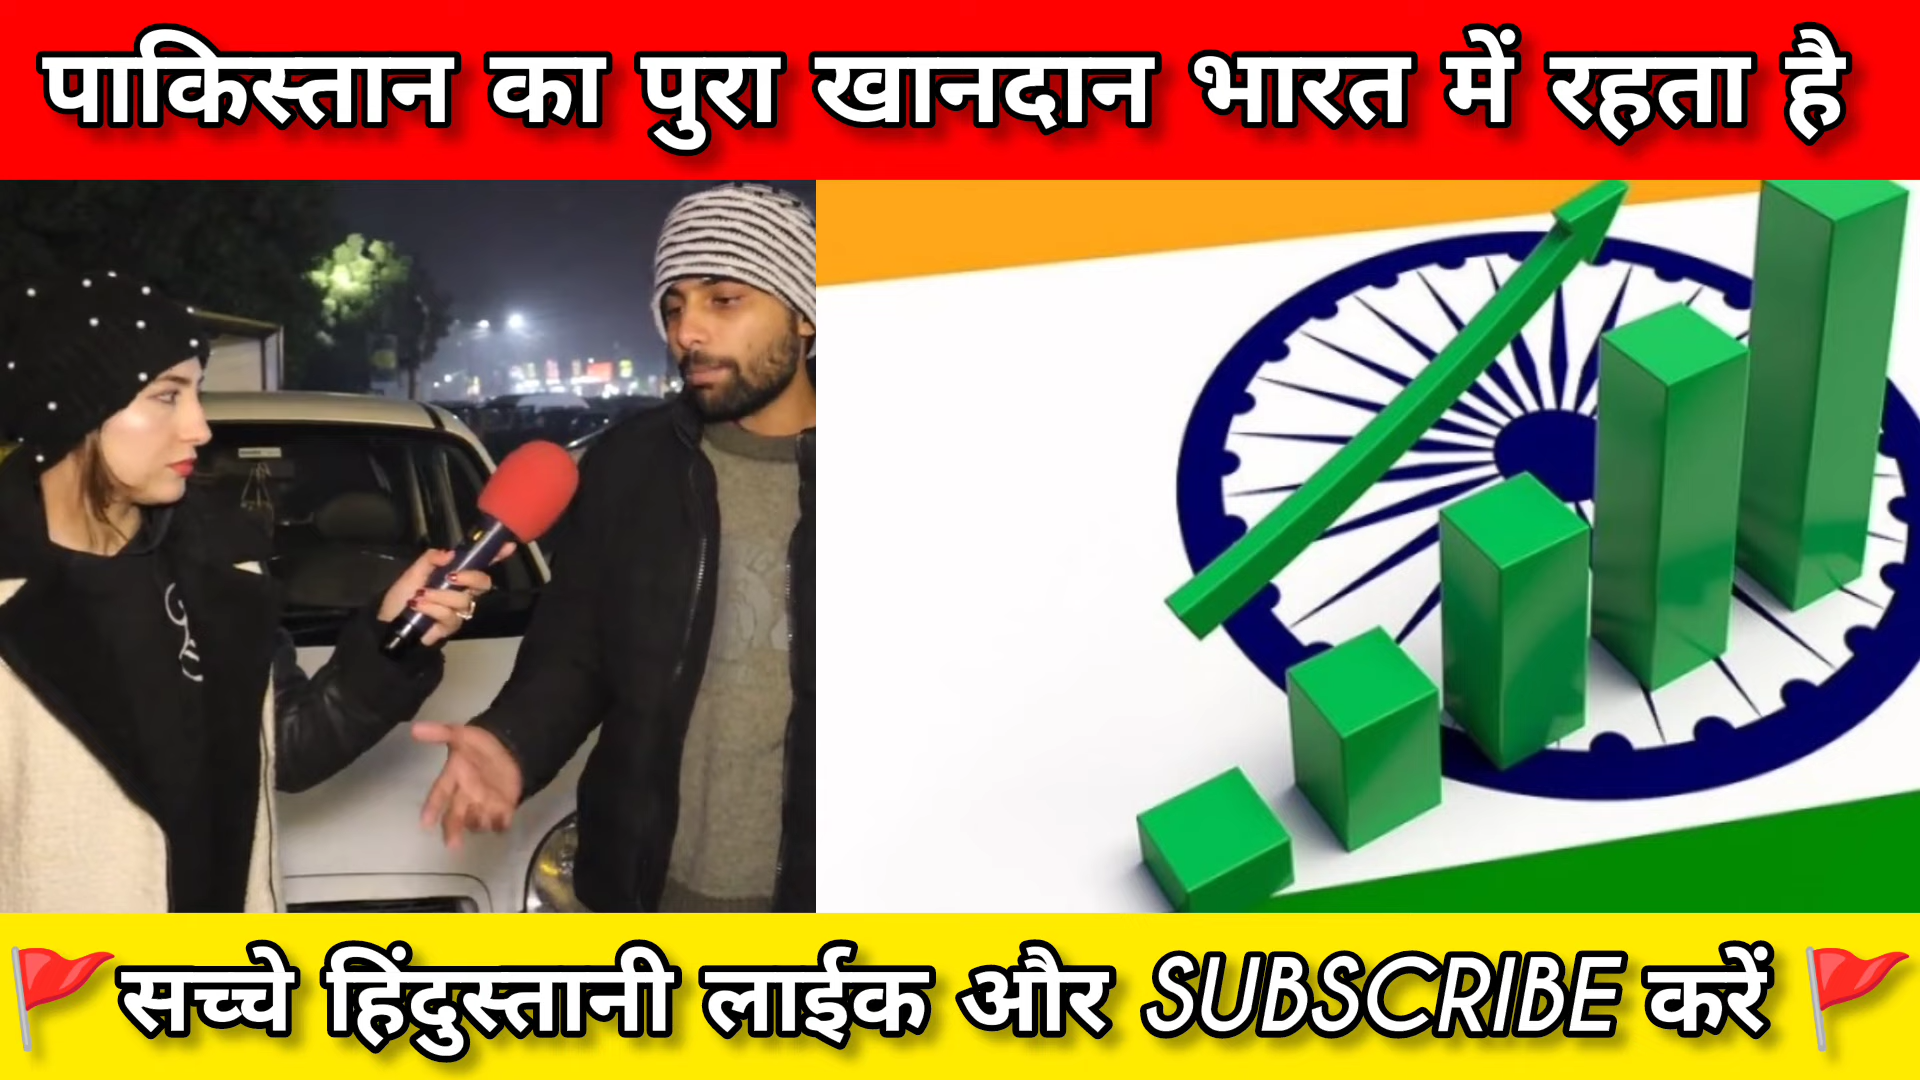 पाकिस्तान का पुरा खानदान भारत में रहता है
🚩सच्चे हिंदुस्तानी लाईक और SUBSCRIBE करें 🚩